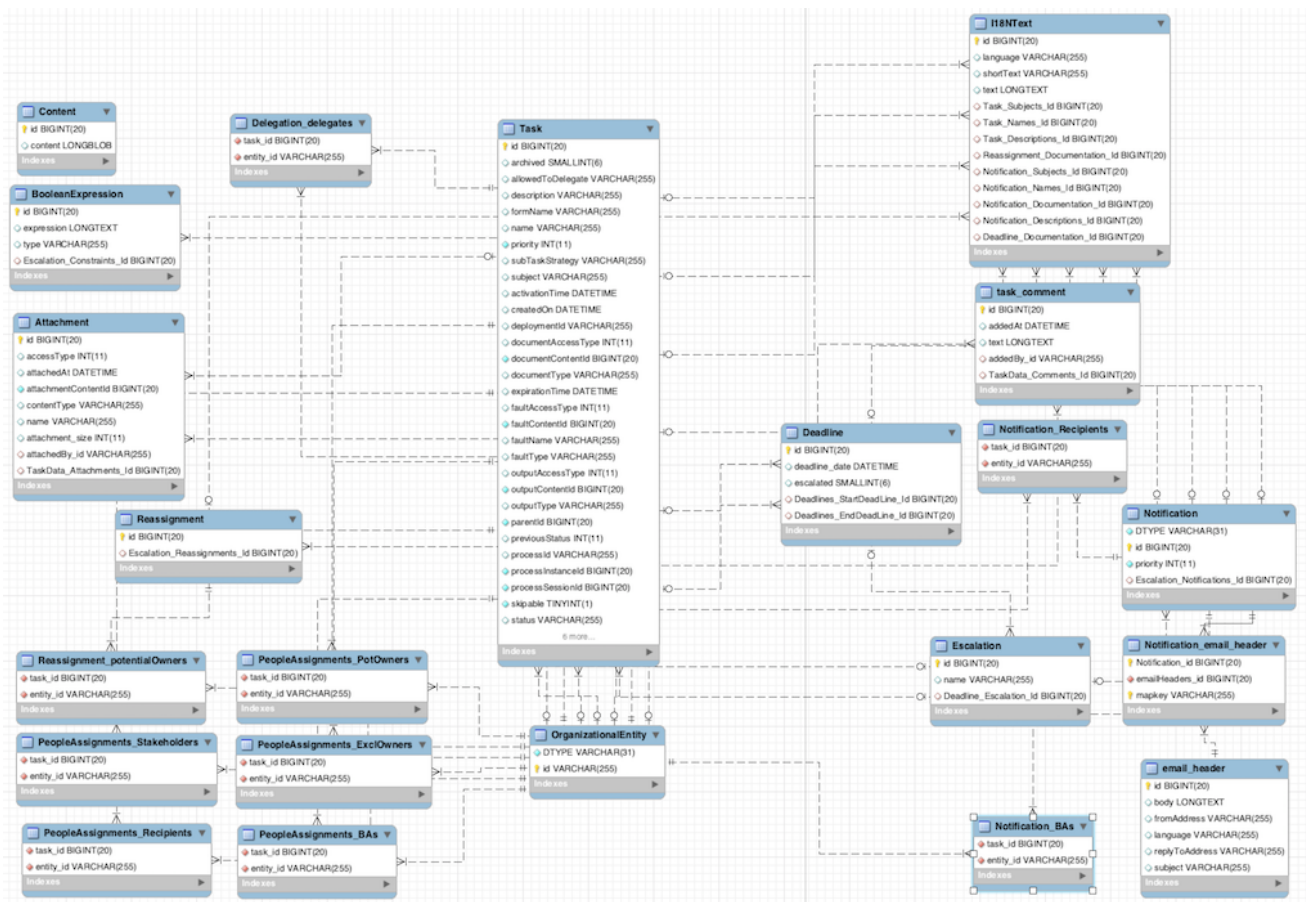 Content
id BIGINT(20)
content LONGBLOB
Indexes
BooleanExpression
id BIGINT(20)
expression LONGTEXT
type VARCHAR(255)
Escalation_Constraints_Id BIGINT(20)
Indexes
Attachment
id BIGINT(20)
accessType INT(11)
attachedAt DATETIME
attachmentContentId BIGINT(20)
contentType VARCHAR(255)
name VARCHAR(255)
attachment_size INT(11)
attachedBy_id VARCHAR(255)
TaskData_Attachments_Id BIGINT(20)
Indexes
Delegation_delegates
task_id BIGINT(20)
entity_id VARCHAR(255)
Indexes
Reassignment
id BIGINT(20)
Escalation_Reassignments_Id BIGINT(20)
Indexes
Reassignment_potentialOwners
task_id BIGINT(20)
entity_id VARCHAR(255)
Indexes
PeopleAssignments_Stakeholders
task_id BIGINT(20)
entity_id VARCHAR(255)
Indexes
PeopleAssignments_Recipients
task_id BIGINT(20)
entity_id VARCHAR(255)
Indexes
PeopleAssignments_PotOwners
task_id BIGINT(20)
entity_id VARCHAR(255)
Indexes
PeopleAssignments_ExclOwners
task_id BIGINT(20)
entity_id VARCHAR(255)
Indexes
PeopleAssignments_BAs
task_id BIGINT(20)
entity_id VARCHAR(255)
Indexes
Task
id BIGINT(20)
archived SMALLINT(6)
allowedToDelegate VARCHAR(255)
description VARCHAR(255)
formName VARCHAR(255)
name VARCHAR(255)
priority INT(11)
subTaskStrategy VARCHAR(255)
subject VARCHAR(255)
activationTime DATETIME
createdOn DATETIME
deploymentId VARCHAR(255)
documentAccessType INT(11)
documentContentId BIGINT(20)
documentType VARCHAR(255)
expirationTime DATETIME
faultAccessType INT(11)
faultContentId BIGINT(20)
faultName VARCHAR(255)
faultType VARCHAR(255)
outputAccessType INT(11)
outputContentId BIGINT(20)
outputType VARCHAR(255)
parentId BIGINT(20)
previousStatus INT(11)
processId VARCHAR(255)
processInstanceId BIGINT(20)
processSessionId BIGINT(20)
skipable TINYINT(1)
status VARCHAR(255)
6 more...
Indexes
OrganizationalEntity
DTYPE VARCHAR(31)
id VARCHAR(255)
Indexes
Deadline
id BIGINT(20)
deadline_date DATETIME
escalated SMALLINT(6)
Deadlines_StartDeadLine_Id BIGINT(20)
Deadlines_EndDeadLine_Id BIGINT(20)
Indexes
I18NText
id BIGINT(20)
language VARCHAR(255)
shortText VARCHAR(255)
text LONGTEXT
Task_Subjects_Id BIGINT(20)
Task_Names_Id BIGINT(20)
Task_Descriptions_Id BIGINT(20)
Reassignment_Documentation_Id BIGINT(20)
Notification_Subjects_Id BIGINT(20)
Notification_Names_Id BIGINT(20)
Notification_Documentation_Id BIGINT(20)
Notification_Descriptions_Id BIGINT(20)
Deadline_Documentation_Id BIGINT(20)
Indexes
task_comment
id BIGINT(20)
addedAt DATETIME
text LONGTEXT
addedBy_id VARCHAR(255)
TaskData_Comments_Id BIGINT(20)
Indexes
Notification_Recipients
task_id BIGINT(20)
entity_id VARCHAR(255)
Indexes
Notification
DTYPE VARCHAR(31)
id BIGINT(20)
priority INT(11)
Escalation_Notifications_Id BIGINT(20)
Indexes
Escalation
id BIGINT(20)
name VARCHAR(255)
Deadline_Escalation_Id BIGINT(20)
Indexes
Notification_email_header
Notification_id BIGINT(20)
emailHeaders_id BIGINT(20)
mapkey VARCHAR(255)
Indexes
Notification_BAs
task_id BIGINT(20)
entity_id VARCHAR(255)
Indexes
email_header
id BIGINT(20)
body LONGTEXT
fromAddress VARCHAR(255)
language VARCHAR(255)
replyToAddress VARCHAR(255)
subject VARCHAR(255)
Indexes